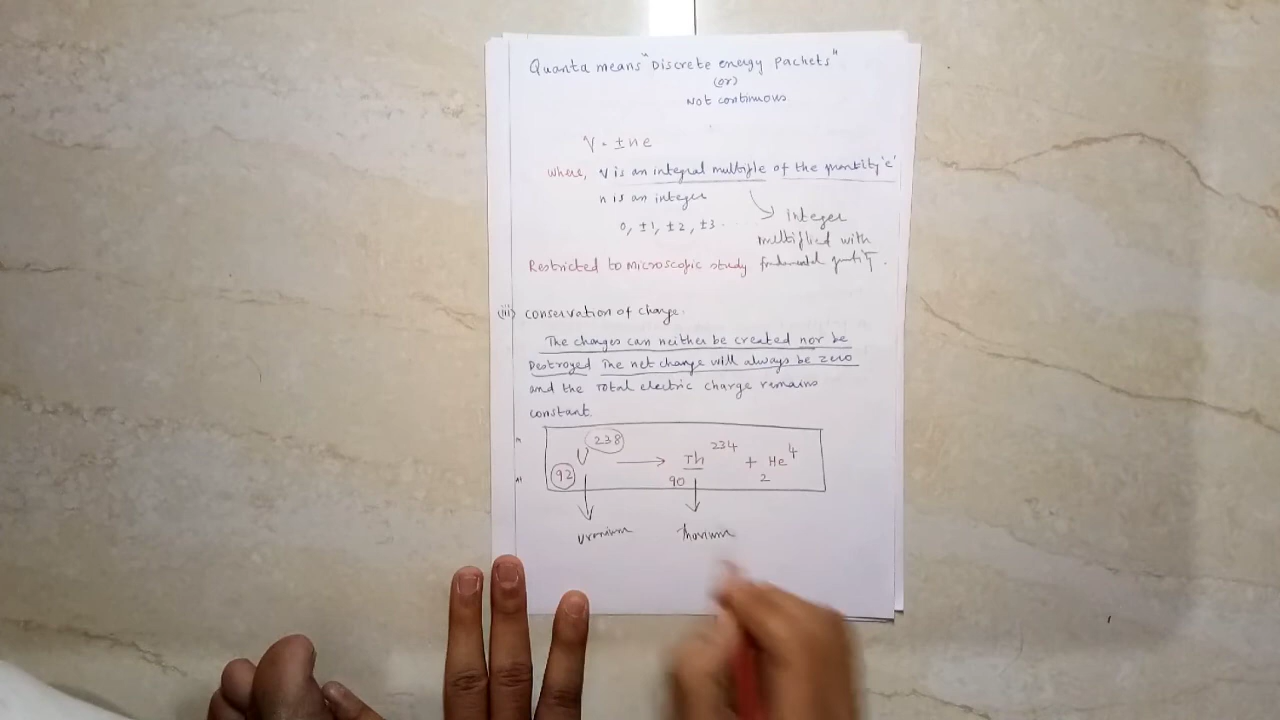 Quanta means "Discrete energy Packets"
(or)
Not continuous
V = ± n e
where, V is an integral multiple of the quantity 'e'
n is an integer
0, ±1, ±2, ±3
integer
multiplied with
fundamental quantity.
Restricted to microscopic study
(iii) conservation of charge.
The charges can neither be created nor be
Destroyed The net charge will always be zero
and the Total electric charge remains
constant.
92 U 238 → 90 Th 234 + 2 He 4
uranium
Thorium